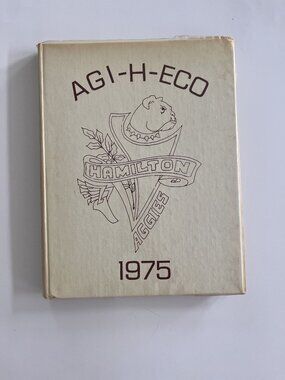 AGI-H-ECO
HAMILTON
AGGIES
1975